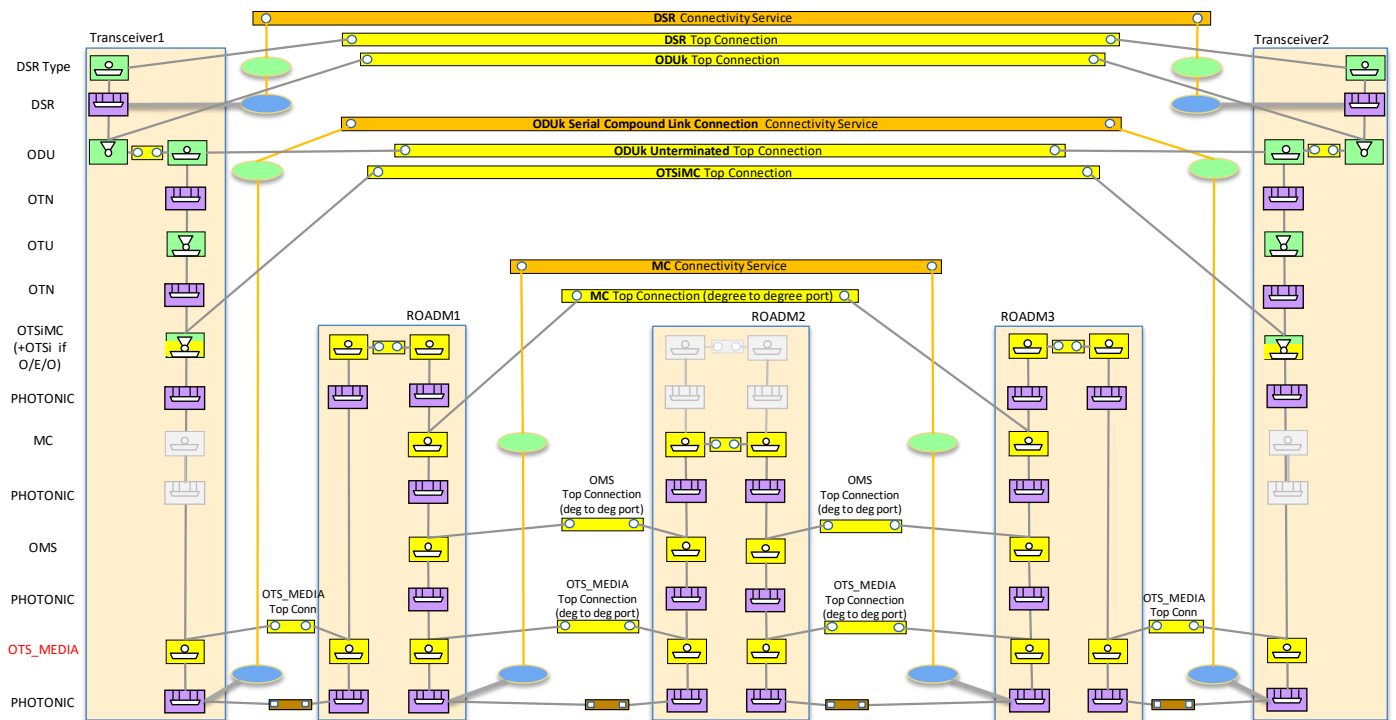 DSR Connectivity Service
Transceiver1
DSR Top Connection
Transceiver2
DSR Type
ODUk Top Connection
DSR
ODUk Serial Compound Link Connection Connectivity Service
ODU
ODUk Unterminated Top Connection
OTSiMC Top Connection
OTN
OTU
MC Connectivity Service
OTN
MC Top Connection (degree to degree port)
ROADM1
ROADM2
ROADM3
OTSiMC
(+OTSi if
O/E/O)
PHOTONIC
MC
PHOTONIC
OMS
Top Connection
(deg to deg port)
OMS
Top Connection
(deg to deg port)
OMS
PHOTONIC
OTS_MEDIA
Top Conn
OTS_MEDIA
Top Connection
(deg to deg port)
OTS_MEDIA
Top Connection
(deg to deg port)
OTS_MEDIA
Top Conn
OTS_MEDIA
PHOTONIC